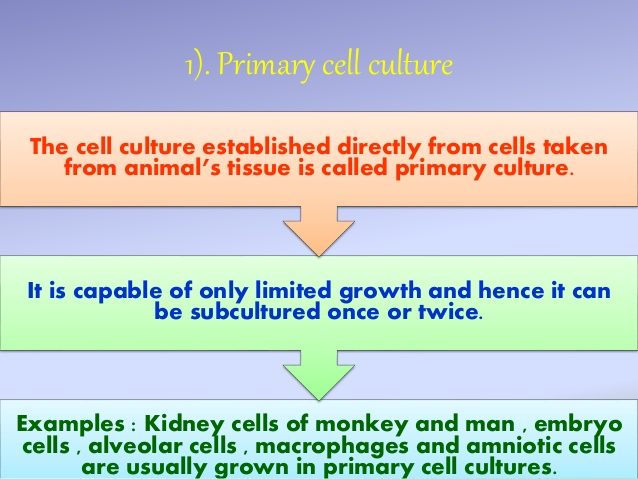 1). Primary cell culture
The cell culture established directly from cells taken
from animal's tissue is called primary culture.
It is capable of only limited growth and hence it can
be subcultured once or twice.
Examples : Kidney cells of monkey and man , embryo
cells , alveolar cells , macrophages and amniotic cells
are usually grown in primary cell cultures.